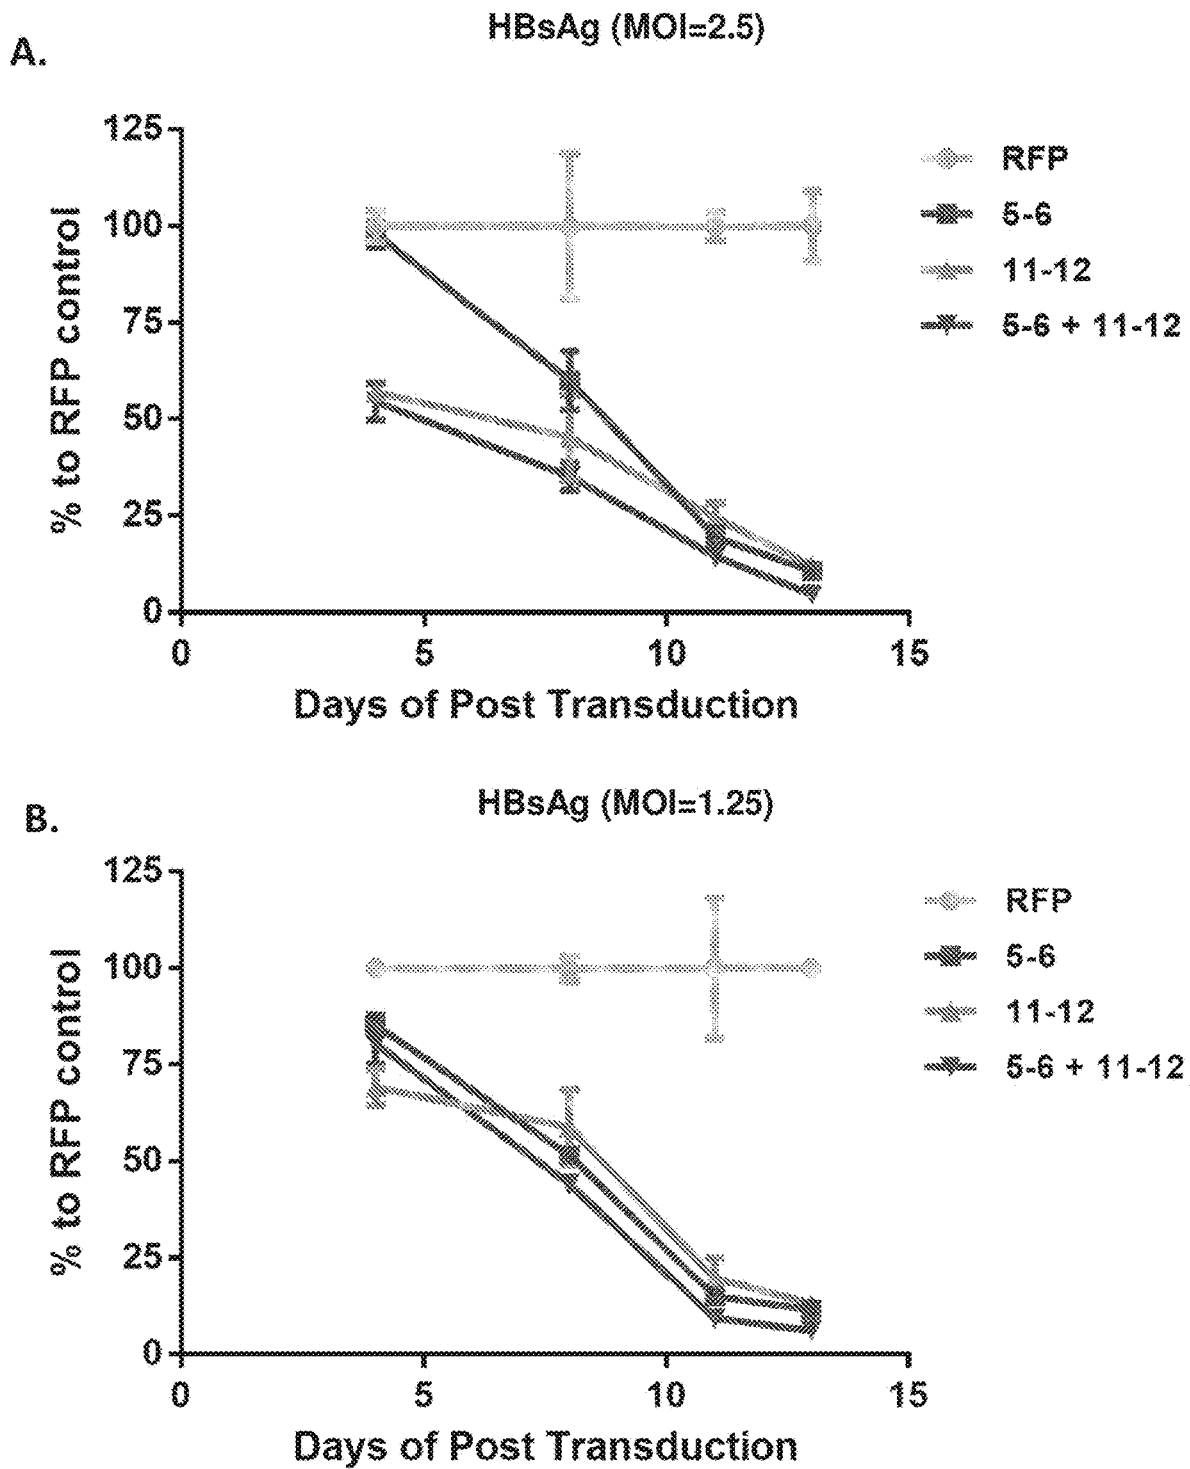 HBsAg (MOI=2.5)
A.
125
100
75
50
25
0
% to RFP control
0 5 10 15
Days of Post Transduction
RFP
5-6
11-12
5-6 + 11-12
HBsAg (MOI=1.25)
B.
125
100
75
50
25
0
% to RFP control
0 5 10 15
Days of Post Transduction
RFP
5-6
11-12
5-6 + 11-12